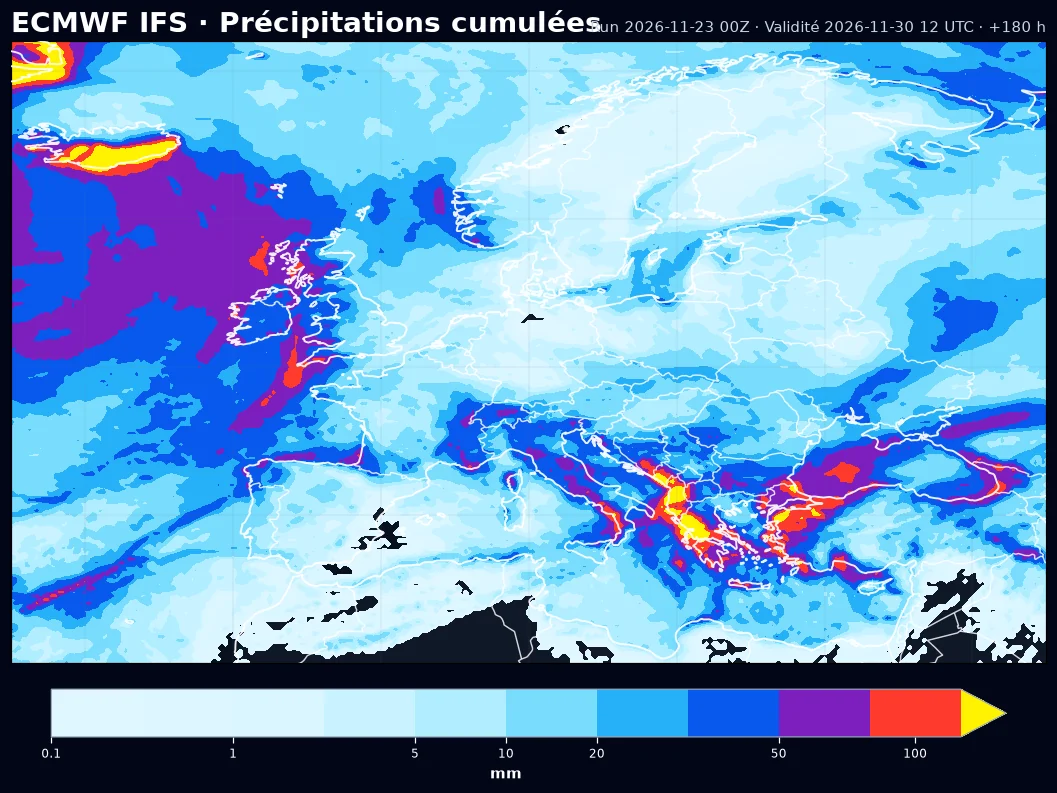 ECMWF IFS · Précipitations cumulées
Run 2026-11-23 00Z · Validité 2026-11-30 12 UTC · +180 h
0.1 1 5 10 20 50 100
mm